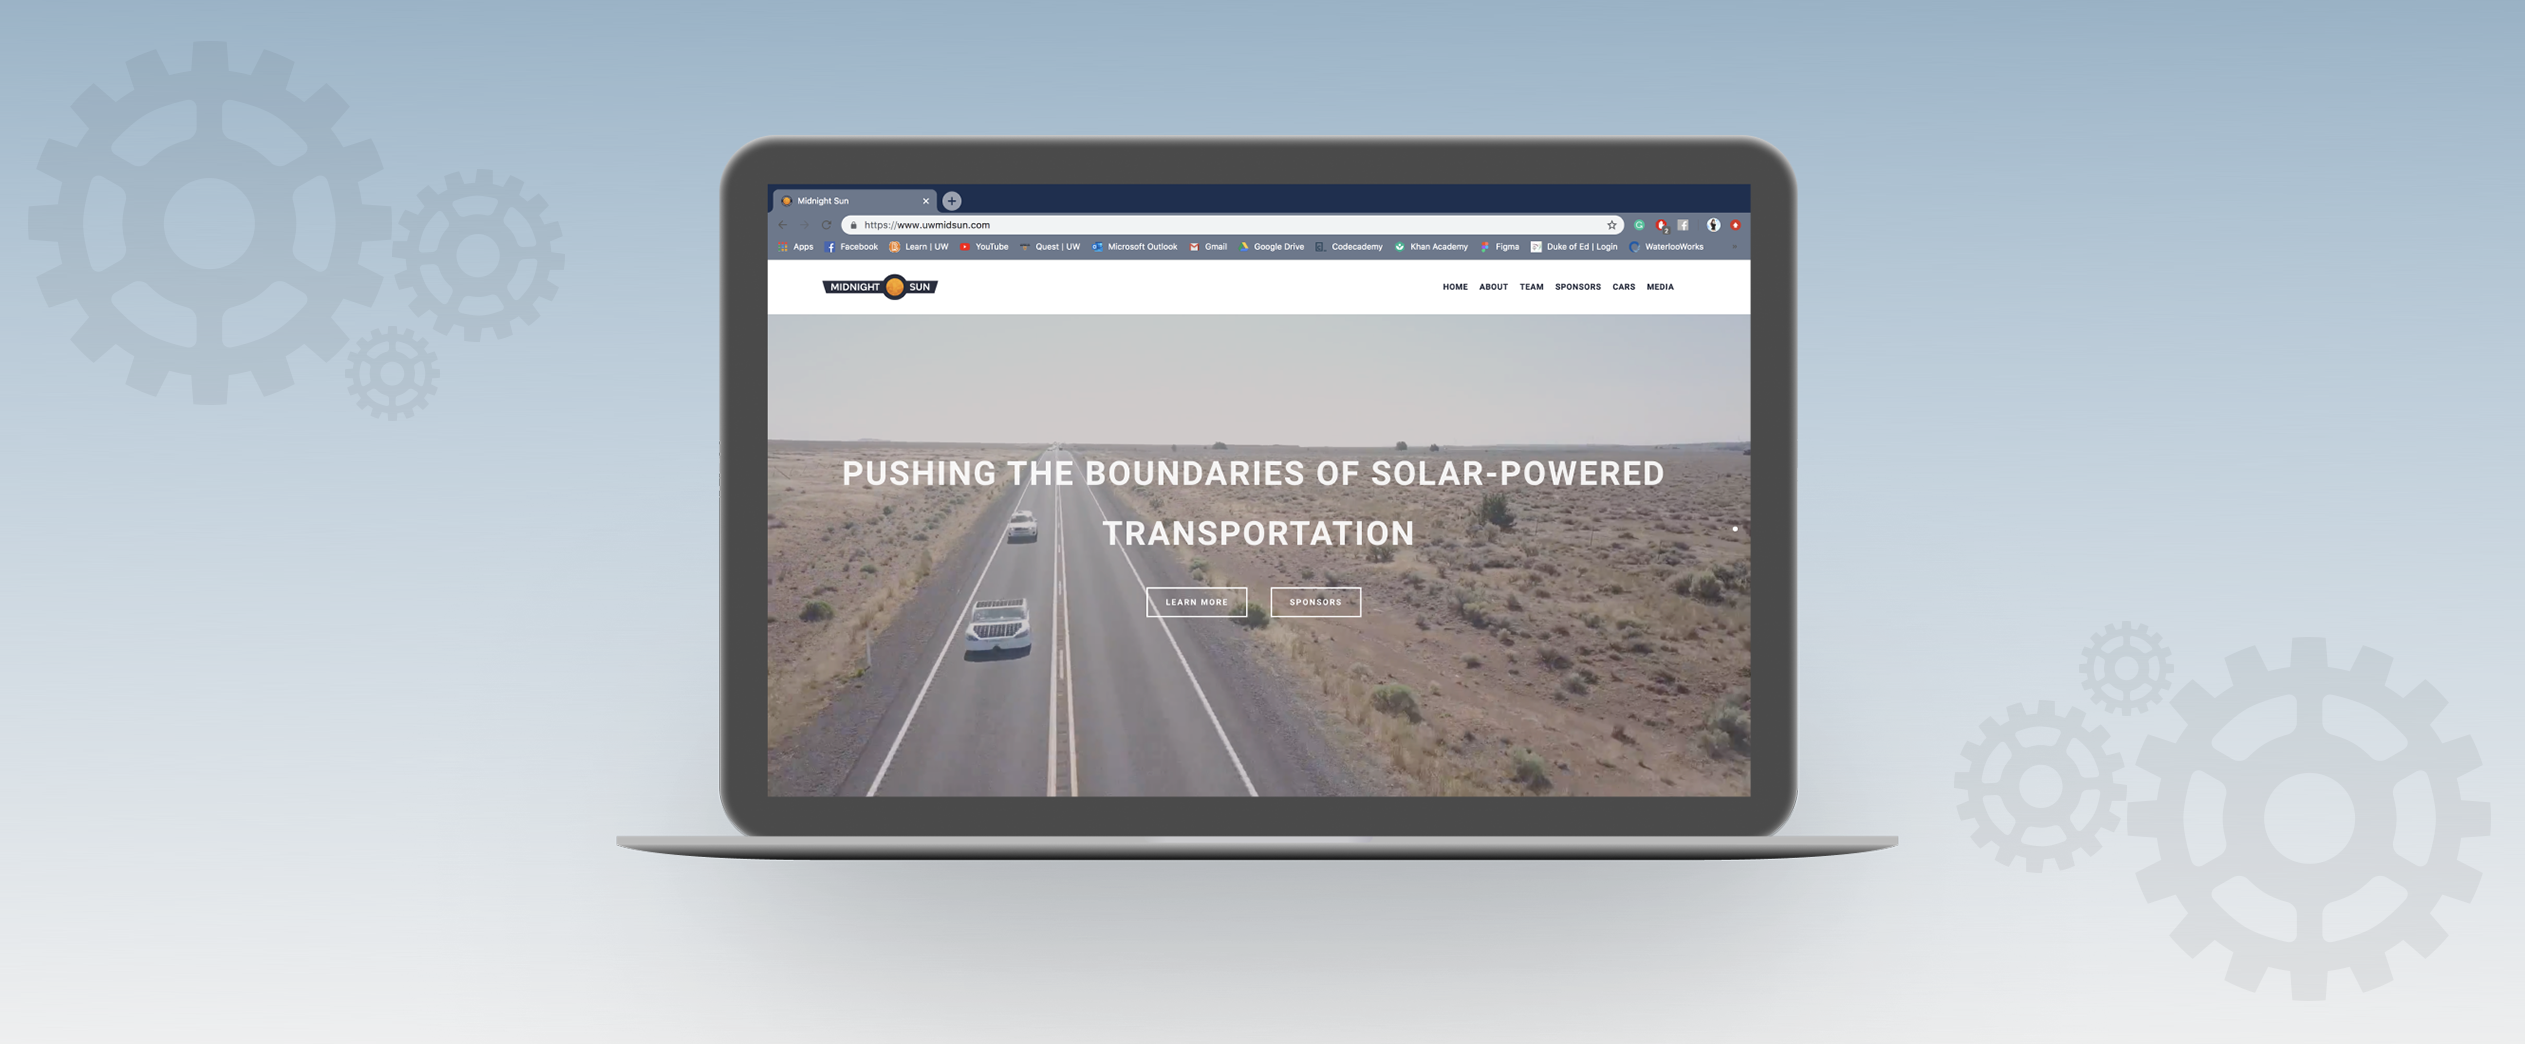 Midnight Sun
https://www.uwmidsun.com
2
Apps Facebook Learn | UW YouTube Quest | UW Microsoft Outlook Gmail Google Drive Codecademy Khan Academy Figma Duke of Ed | Login WaterlooWorks
MIDNIGHT SUN HOME ABOUT TEAM SPONSORS CARS MEDIA
PUSHING THE BOUNDARIES OF SOLAR-POWERED
TRANSPORTATION
LEARN MORE SPONSORS